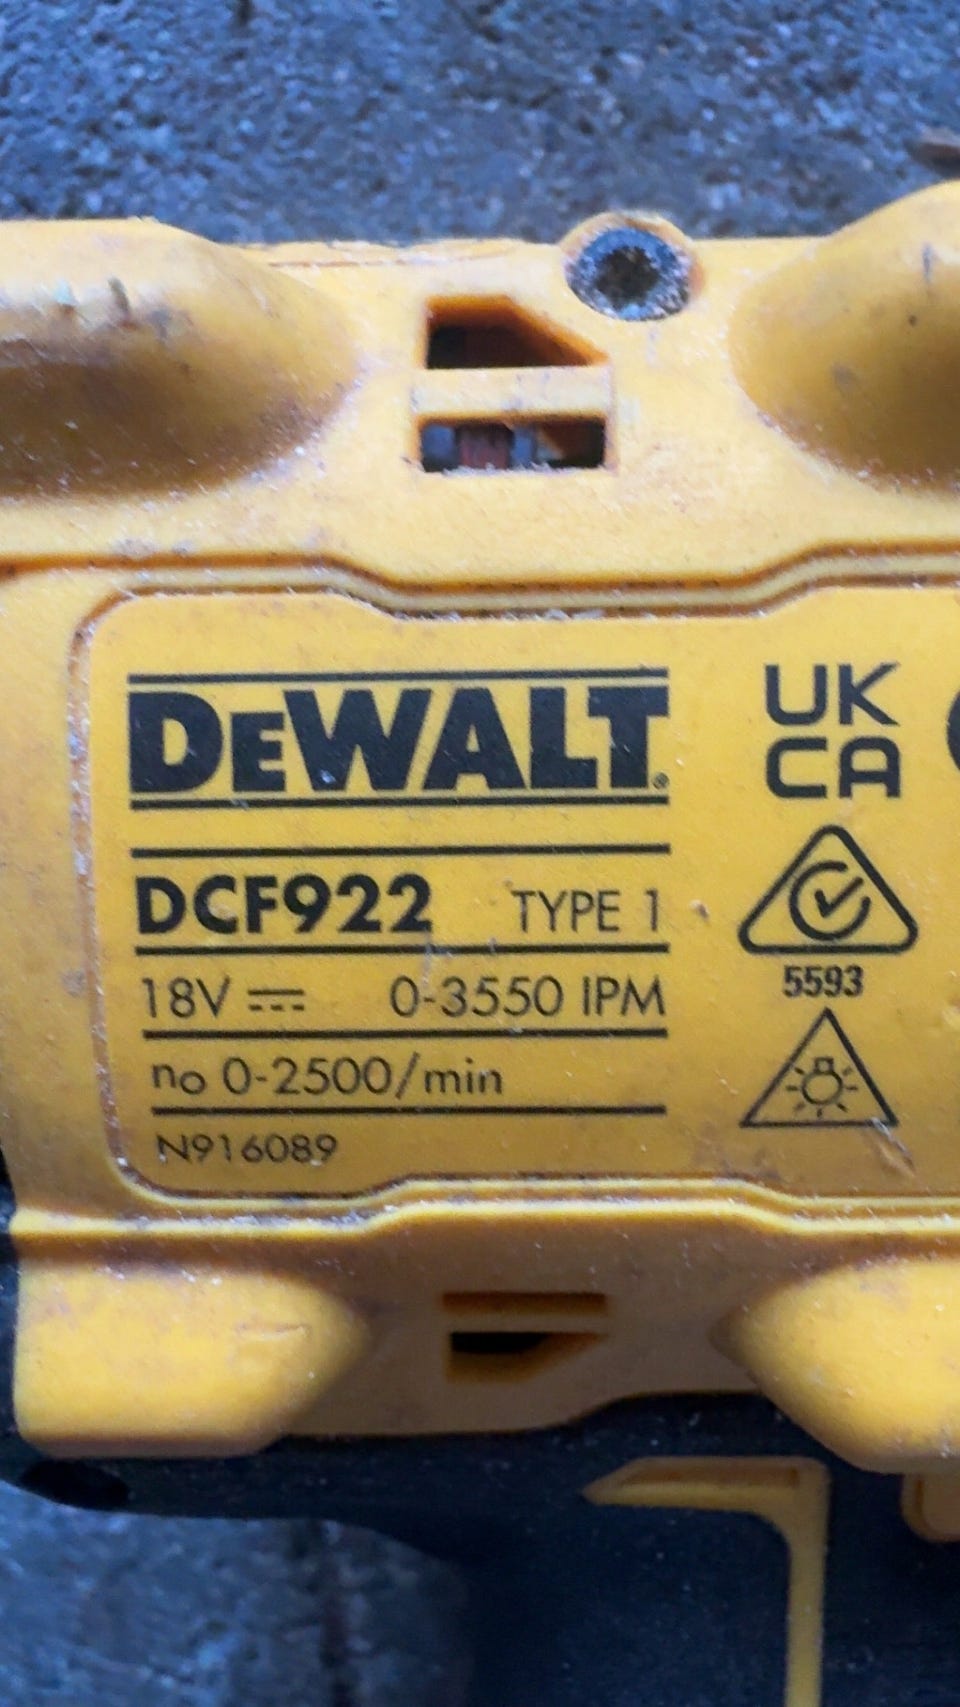 DEWALT®
DCF922 TYPE 1
18V ⎓ 0-3550 IPM
no 0-2500/min
N916089
UK
CA
5593